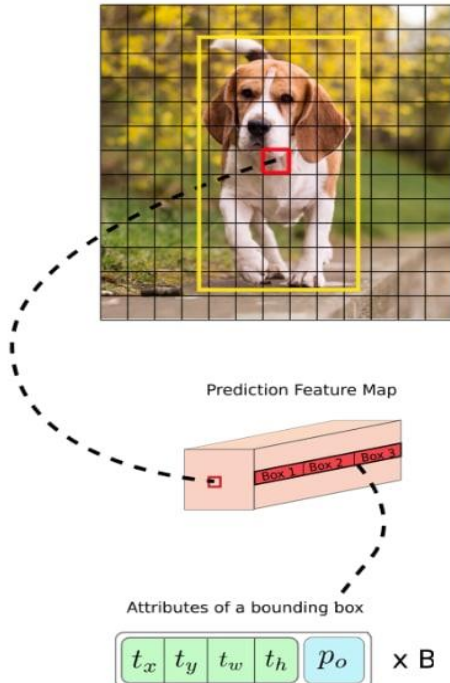 Prediction Feature Map
Box 1 Box 2 Box 3
Attributes of a bounding box
t_x t_y t_w t_h p_o x B